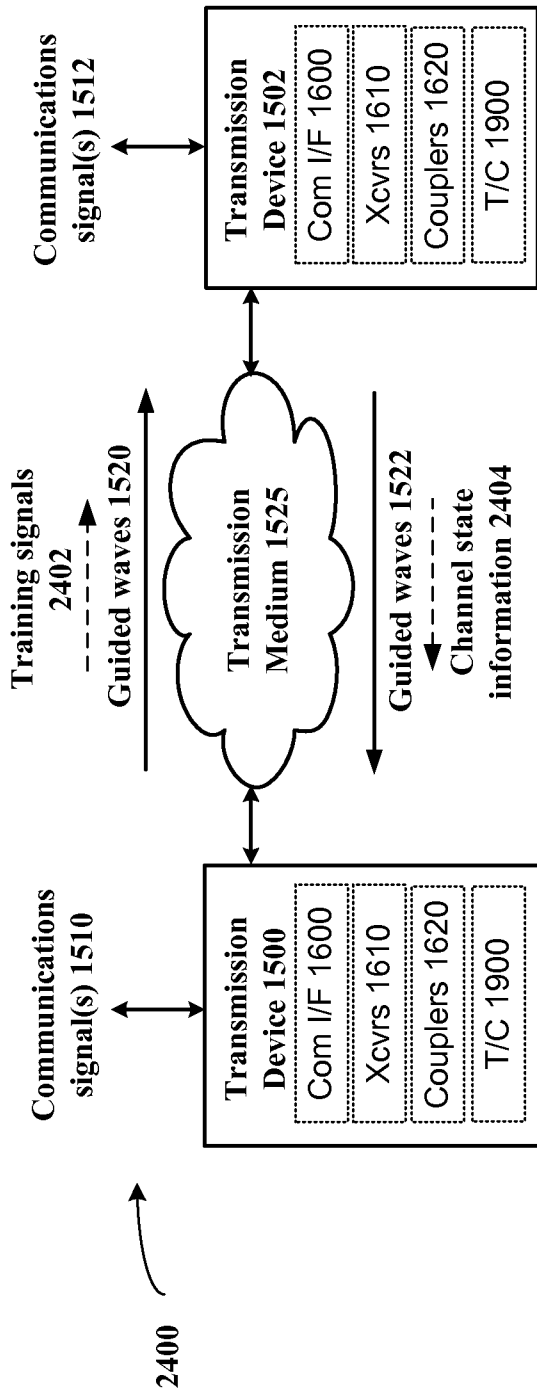 2400
Communications
signal(s) 1510
Transmission
Device 1500
Com I/F 1600
Xcvrs 1610
Couplers 1620
T/C 1900
Training signals
2402
Guided waves 1520
Transmission
Medium 1525
Guided waves 1522
Channel state
information 2404
Communications
signal(s) 1512
Transmission
Device 1502
Com I/F 1600
Xcvrs 1610
Couplers 1620
T/C 1900